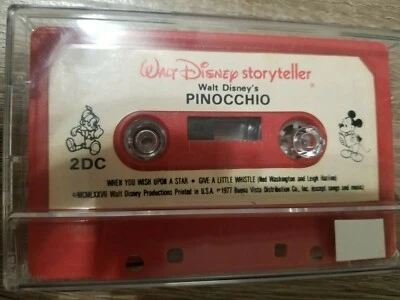 Walt Disney storyteller
Walt Disney's
PINOCCHIO
2DC
WHEN YOU WISH UPON A STAR • GIVE A LITTLE WHISTLE (Ned Washington and Leigh Harline)
©MCMLXXVII Walt Disney Productions Printed in U.S.A. ℗1977 Buena Vista Distribution Co., Inc. (except songs and music)